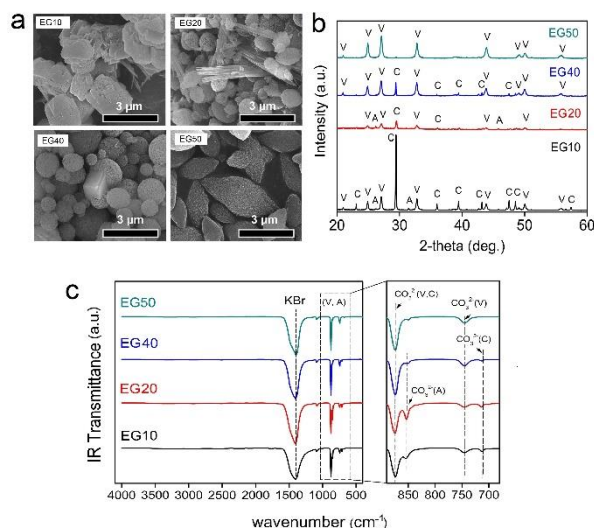 a
EG10
EG20
3 μm
3 μm
EG40
EG50
3 μm
3 μm
b
Intensity (a.u.)
EG50
V V V V V V V V
EG40
V V C V C C C V C V V
EG20
V A V C V C V A V
EG10
V C V A V C A V C C C V C C V V C
20 30 40 50 60
2-theta (deg.)
c
IR Transmittance (a.u.)
KBr
(V, A)
EG50
EG40
EG20
EG10
4000 3500 3000 2500 2000 1500 1000 500
CO₃²⁻(V,C)
CO₃²⁻(V)
CO₃²⁻(C)
CO₃²⁻(A)
850 800 750 700
wavenumber (cm⁻¹)